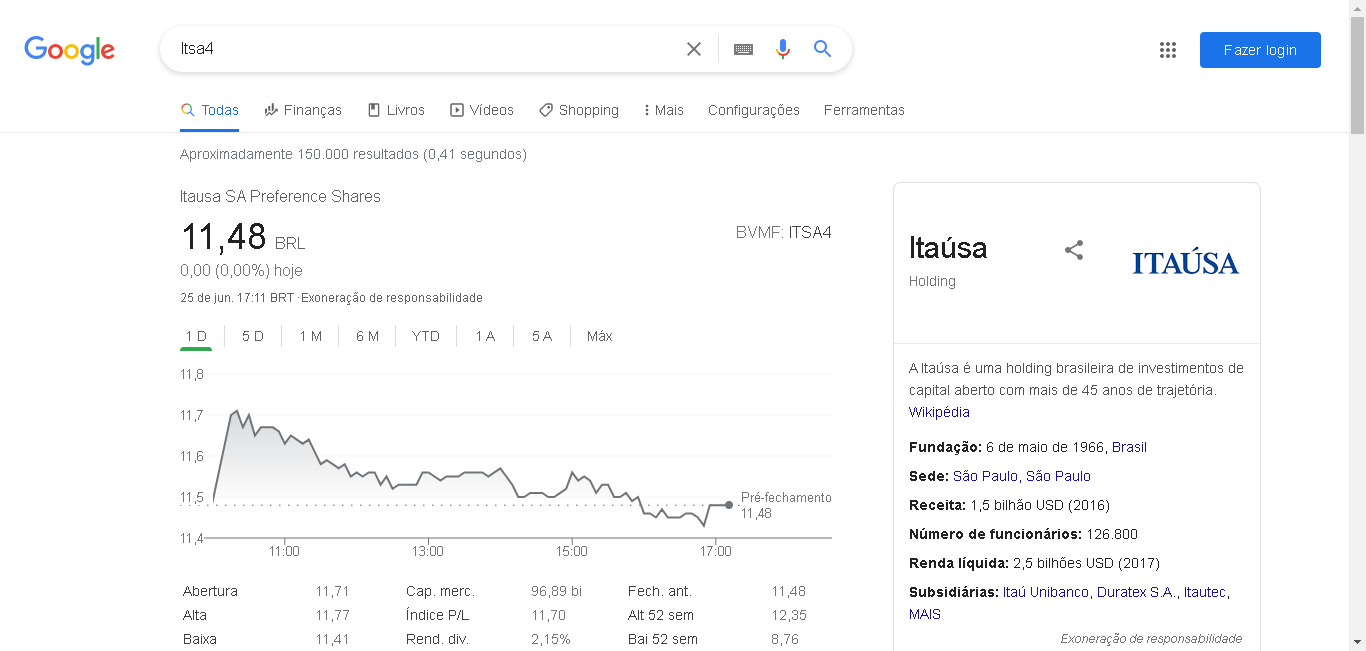 Google
Itsa4
Fazer login
Todas
Finanças
Livros
Vídeos
Shopping
Mais
Configurações
Ferramentas
Aproximadamente 150.000 resultados (0,41 segundos)
Itausa SA Preference Shares
11,48 BRL
BVMF: ITSA4
0,00 (0,00%) hoje
25 de jun. 17:11 BRT · Exoneração de responsabilidade
1 D
5 D
1 M
6 M
YTD
1 A
5 A
Máx
11,8
11,7
11,6
11,5
11,4
Pré-fechamento
11,48
11:00
13:00
15:00
17:00
Abertura 11,71 Cap. merc. 96,89 bi Fech. ant. 11,48
Alta 11,77 Índice P/L 11,70 Alt 52 sem 12,35
Baixa 11,41 Rend. div. 2,15% Bai 52 sem 8,76
Itaúsa
Holding
ITAÚSA
A Itaúsa é uma holding brasileira de investimentos de
capital aberto com mais de 45 anos de trajetória.
Wikipédia
Fundação: 6 de maio de 1966, Brasil
Sede: São Paulo, São Paulo
Receita: 1,5 bilhão USD (2016)
Número de funcionários: 126.800
Renda líquida: 2,5 bilhões USD (2017)
Subsidiárias: Itaú Unibanco, Duratex S.A., Itautec,
MAIS
Exoneração de responsabilidade